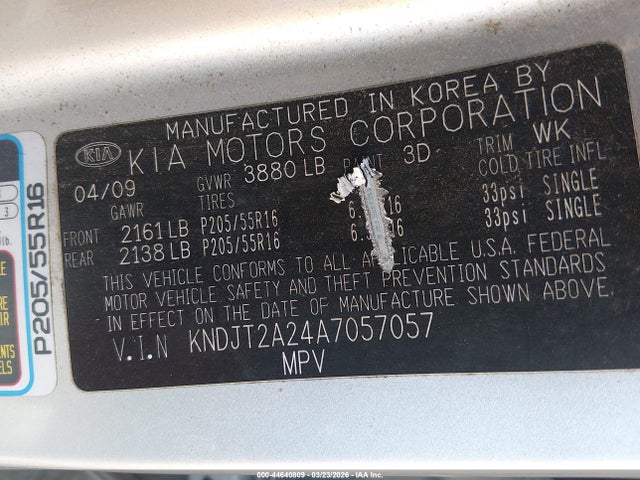 MANUFACTURED IN KOREA BY
KIA KIA MOTORS CORPORATION
04/09 GVWR 3880 LB PAINT 3D TRIM WK
GAWR TIRES COLD TIRE INFL
FRONT 2161 LB P205/55R16 33psi SINGLE
REAR 2138 LB P205/55R16 33psi SINGLE
THIS VEHICLE CONFORMS TO ALL APPLICABLE U.S.A. FEDERAL
MOTOR VEHICLE SAFETY AND THEFT PREVENTION STANDARDS
IN EFFECT ON THE DATE OF MANUFACTURE SHOWN ABOVE.
V.I.N KNDJT2A24A7057057
MPV
P205/55R16
000-44640809 - 03/23/2026 - IAA Inc.